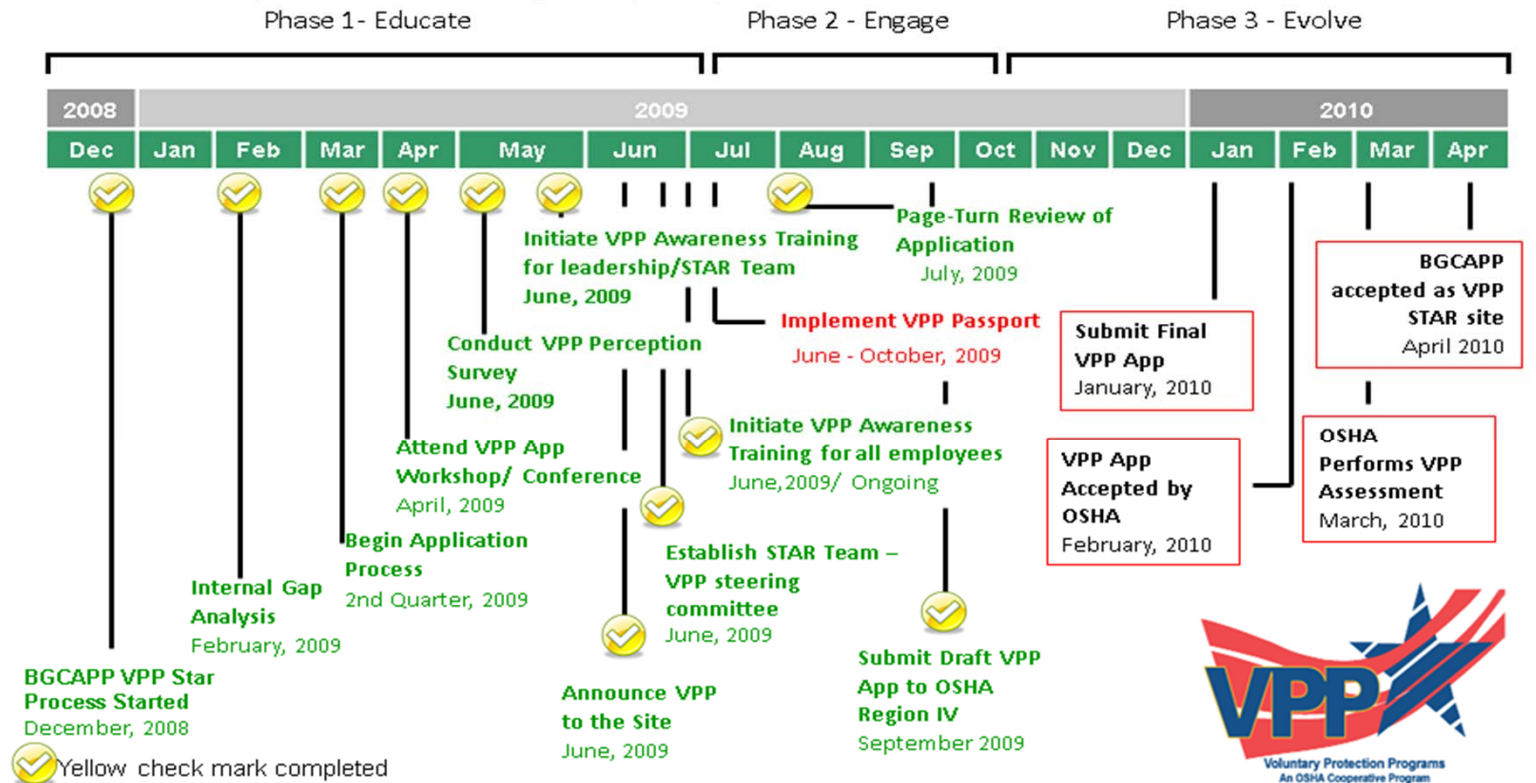 Phase 1- Educate
Phase 2 - Engage
Phase 3 - Evolve
2008
2009
2010
Dec
Jan
Feb
Mar
Apr
May
Jun
Jul
Aug
Sep
Oct
Nov
Dec
Jan
Feb
Mar
Apr
Page-Turn Review of
Application
July, 2009
Initiate VPP Awareness Training
for leadership/STAR Team
June, 2009
Implement VPP Passport
June - October, 2009
Conduct VPP Perception
Survey
June, 2009
Submit Final
VPP App
January, 2010
BGCAPP
accepted as VPP
STAR site
April 2010
Attend VPP App
Workshop/ Conference
April, 2009
Initiate VPP Awareness
Training for all employees
June,2009/ Ongoing
VPP App
Accepted by
OSHA
February, 2010
OSHA
Performs VPP
Assessment
March, 2010
Begin Application
Process
2nd Quarter, 2009
Establish STAR Team –
VPP steering
committee
June, 2009
Internal Gap
Analysis
February, 2009
BGCAPP VPP Star
Process Started
December, 2008
Announce VPP
to the Site
June, 2009
Submit Draft VPP
App to OSHA
Region IV
September 2009
VPP
Voluntary Protection Programs
An OSHA Cooperative Program
Yellow check mark completed